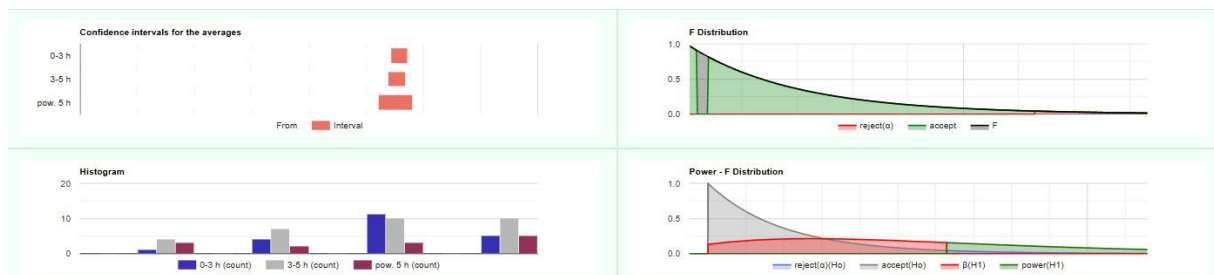 Confidence intervals for the averages
0-3 h
3-5 h
pow. 5 h
From Interval
F Distribution
1.0
0.5
0.0
reject(α) accept F
Histogram
20
10
0
0-3 h (count) 3-5 h (count) pow. 5 h (count)
Power - F Distribution
1.0
0.5
0.0
reject(α)(Ho) accept(Ho) β(H1) power(H1)